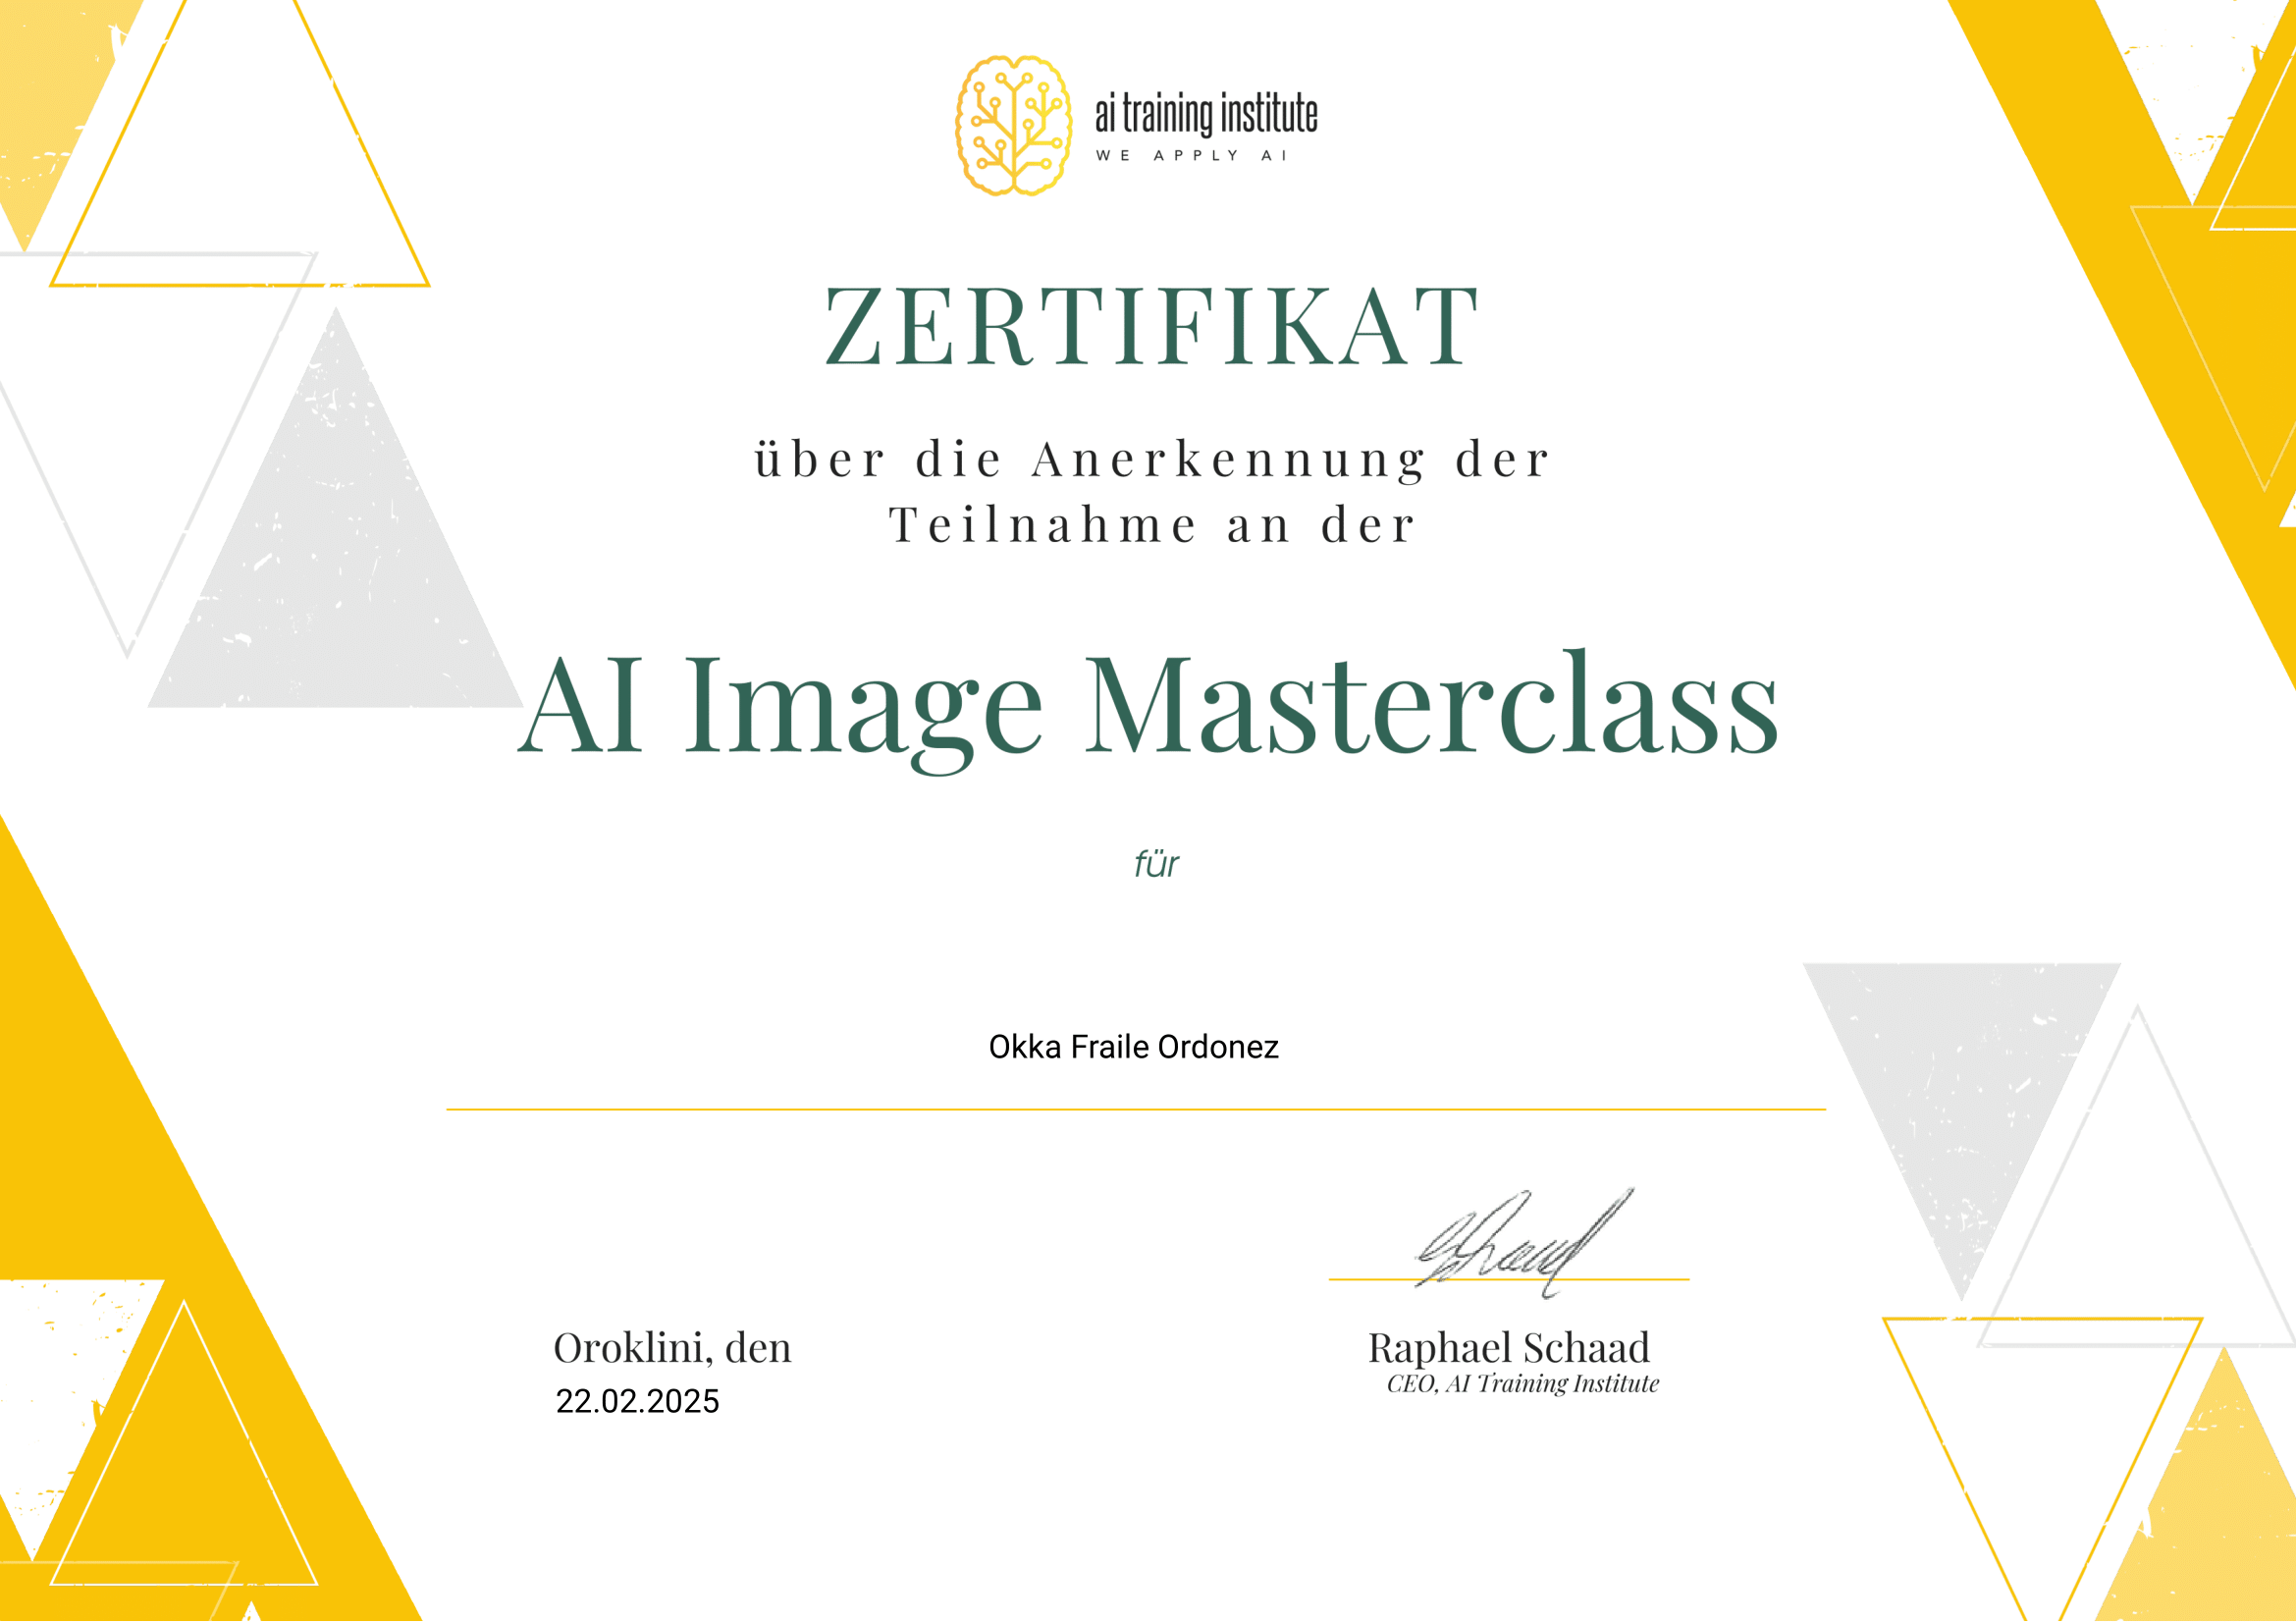 ai training institute
WE APPLY AI
ZERTIFIKAT
über die Anerkennung der
Teilnahme an der
AI Image Masterclass
für
Okka Fraile Ordonez
Oroklini, den
22.02.2025
Raphael Schaad
CEO, AI Training Institute